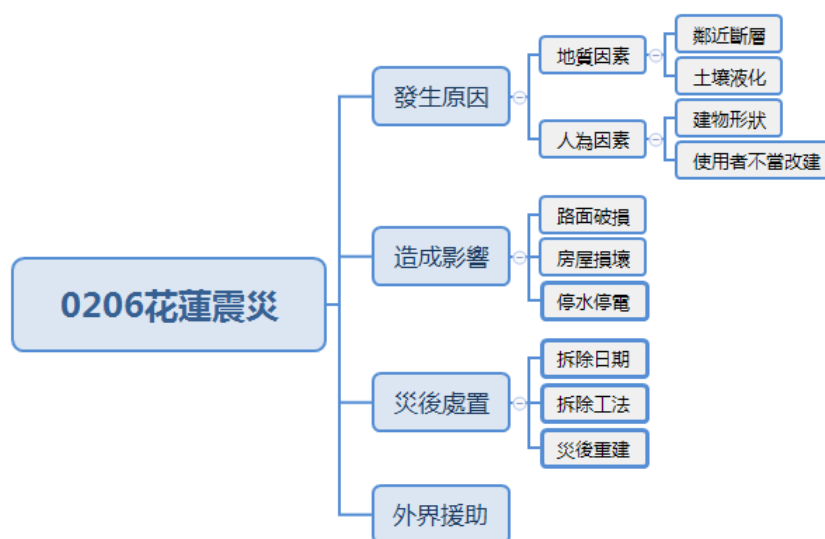 0206花蓮震災
發生原因
地質因素
鄰近斷層
土壤液化
人為因素
建物形狀
使用者不當改建
造成影響
路面破損
房屋損壞
停水停電
災後處置
拆除日期
拆除工法
災後重建
外界援助